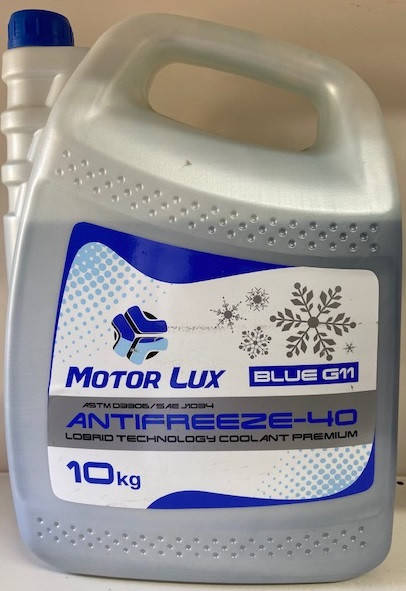 MOTOR LUX
BLUE G11
ASTM D3306/SAE J1034
ANTIFREEZE-40
LOBRID TECHNOLOGY COOLANT PREMIUM
10kg